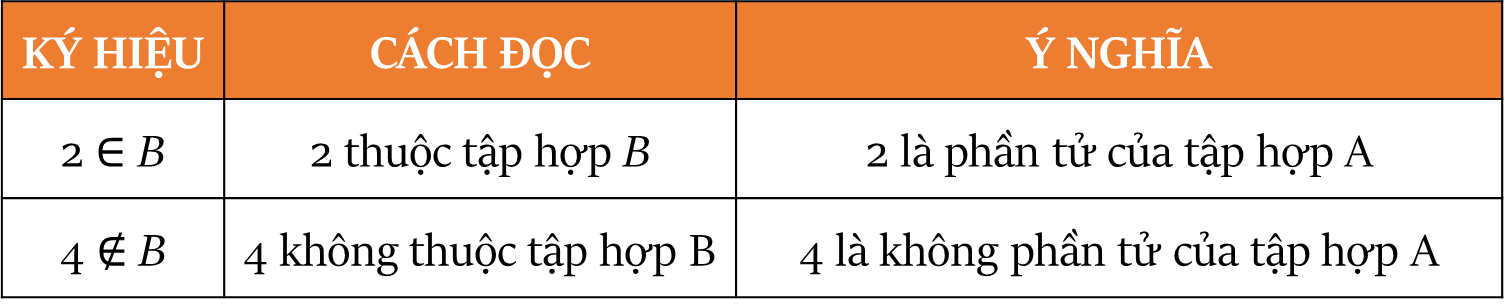 KÝ HIỆU CÁCH ĐỌC Ý NGHĨA
2 ∈ B 2 thuộc tập hợp B 2 là phần tử của tập hợp A
4 ∉ B 4 không thuộc tập hợp B 4 là không phần tử của tập hợp A